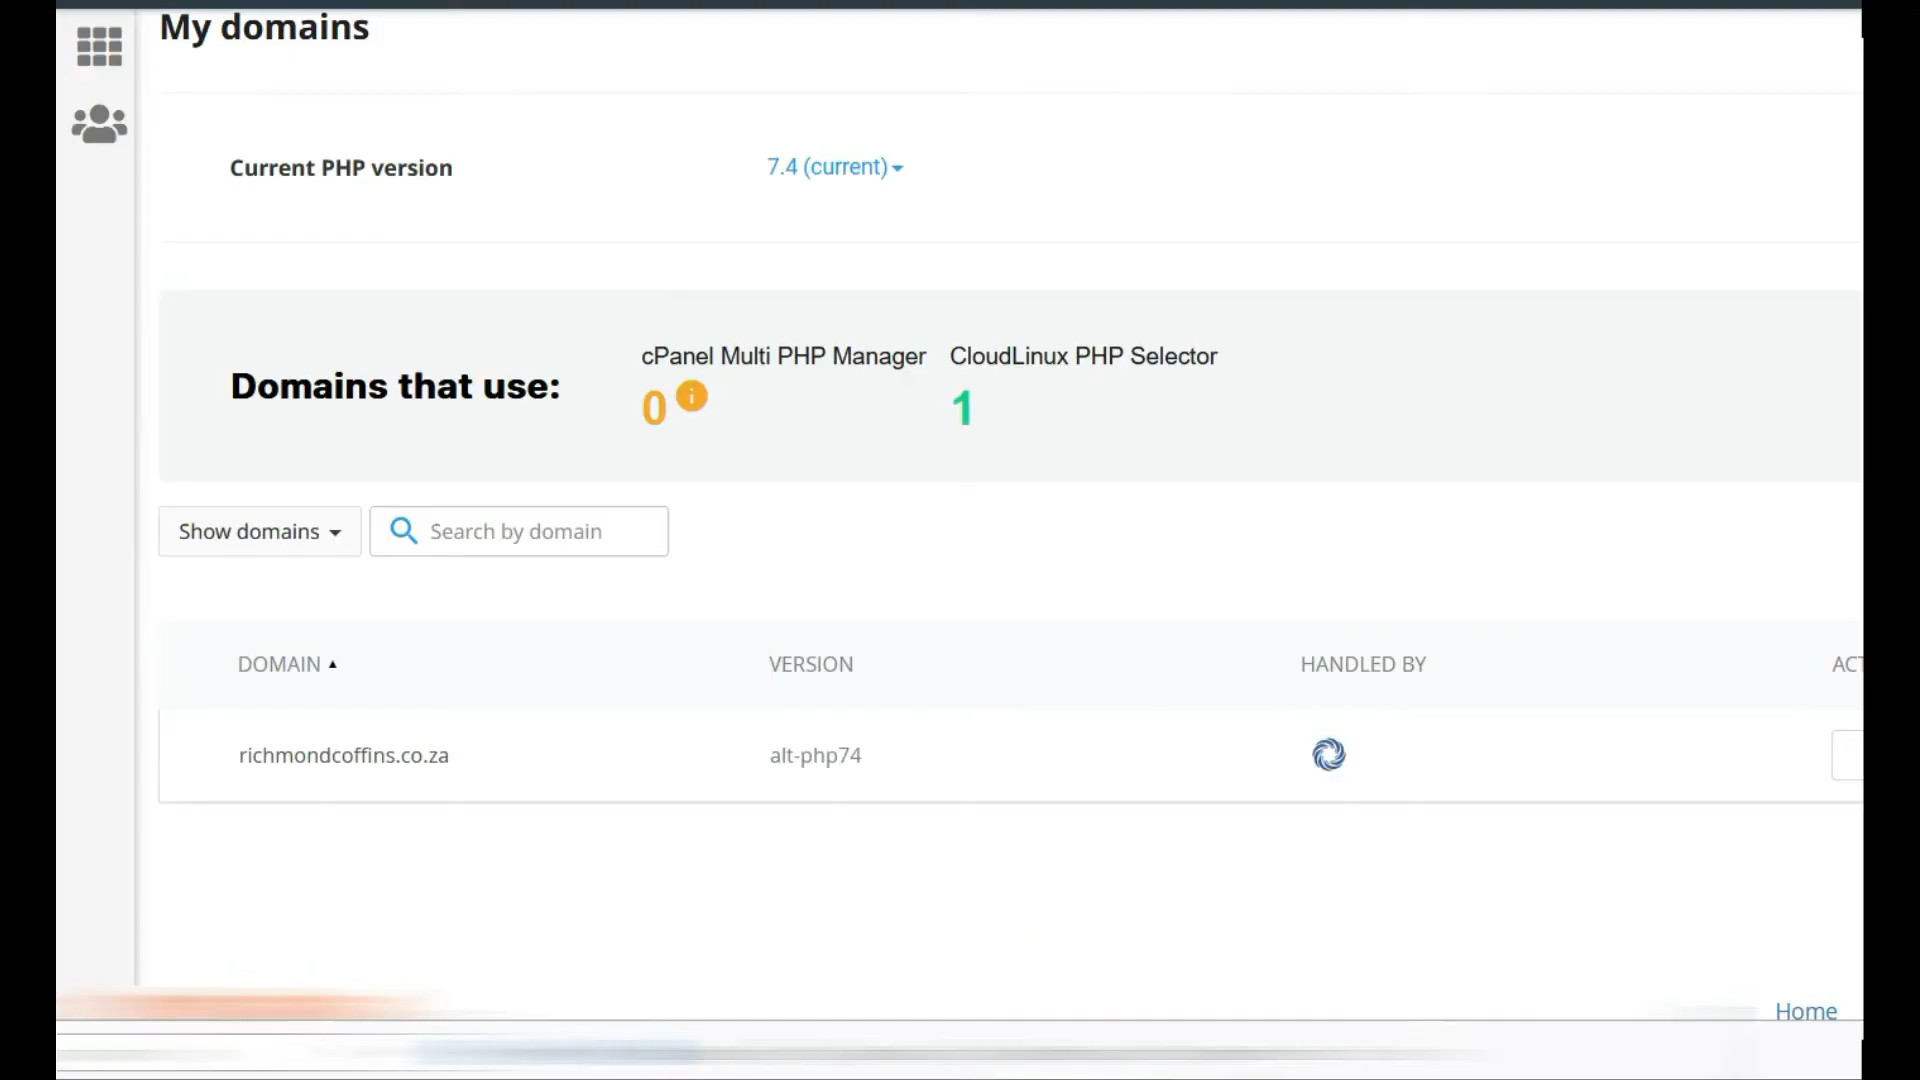 My domains
Current PHP version
7.4 (current)
Domains that use:
cPanel Multi PHP Manager
0
i
CloudLinux PHP Selector
1
Show domains
Search by domain
DOMAIN VERSION HANDLED BY ACT
richmondcoffins.co.za alt-php74
Home